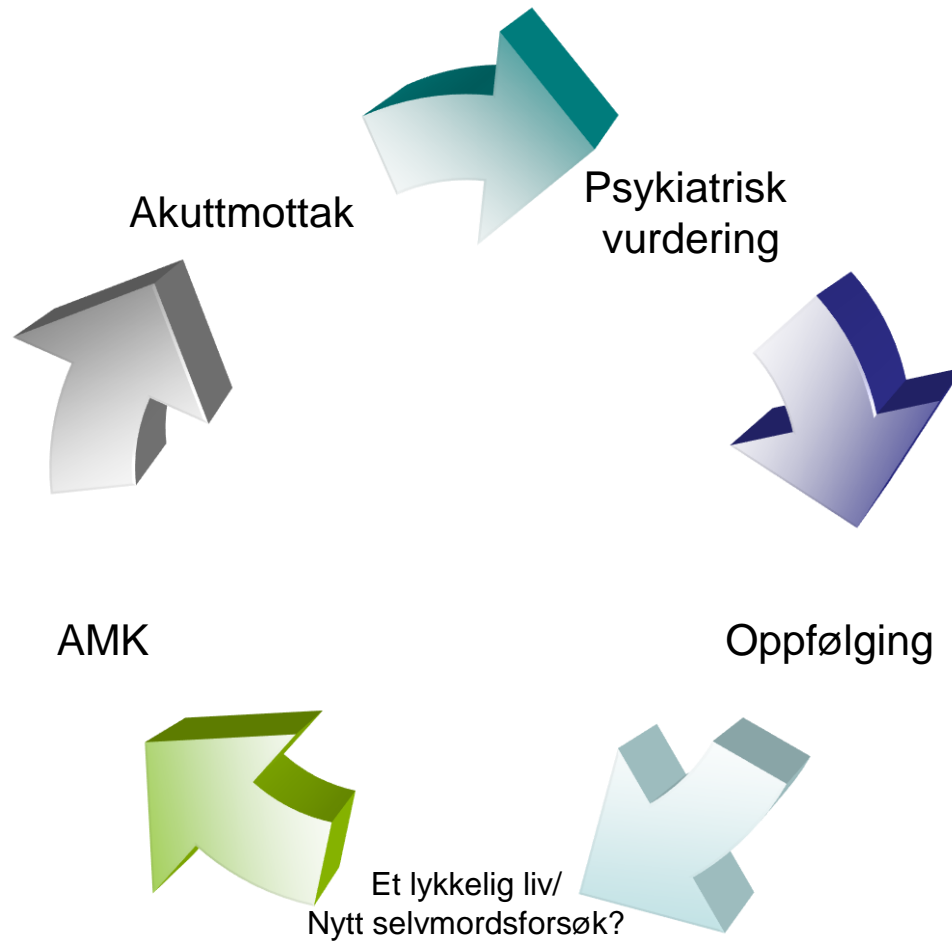 Akuttmottak
Psykiatrisk
vurdering
AMK
Oppfølging
Et lykkelig liv/
Nytt selvmordsforsøk?